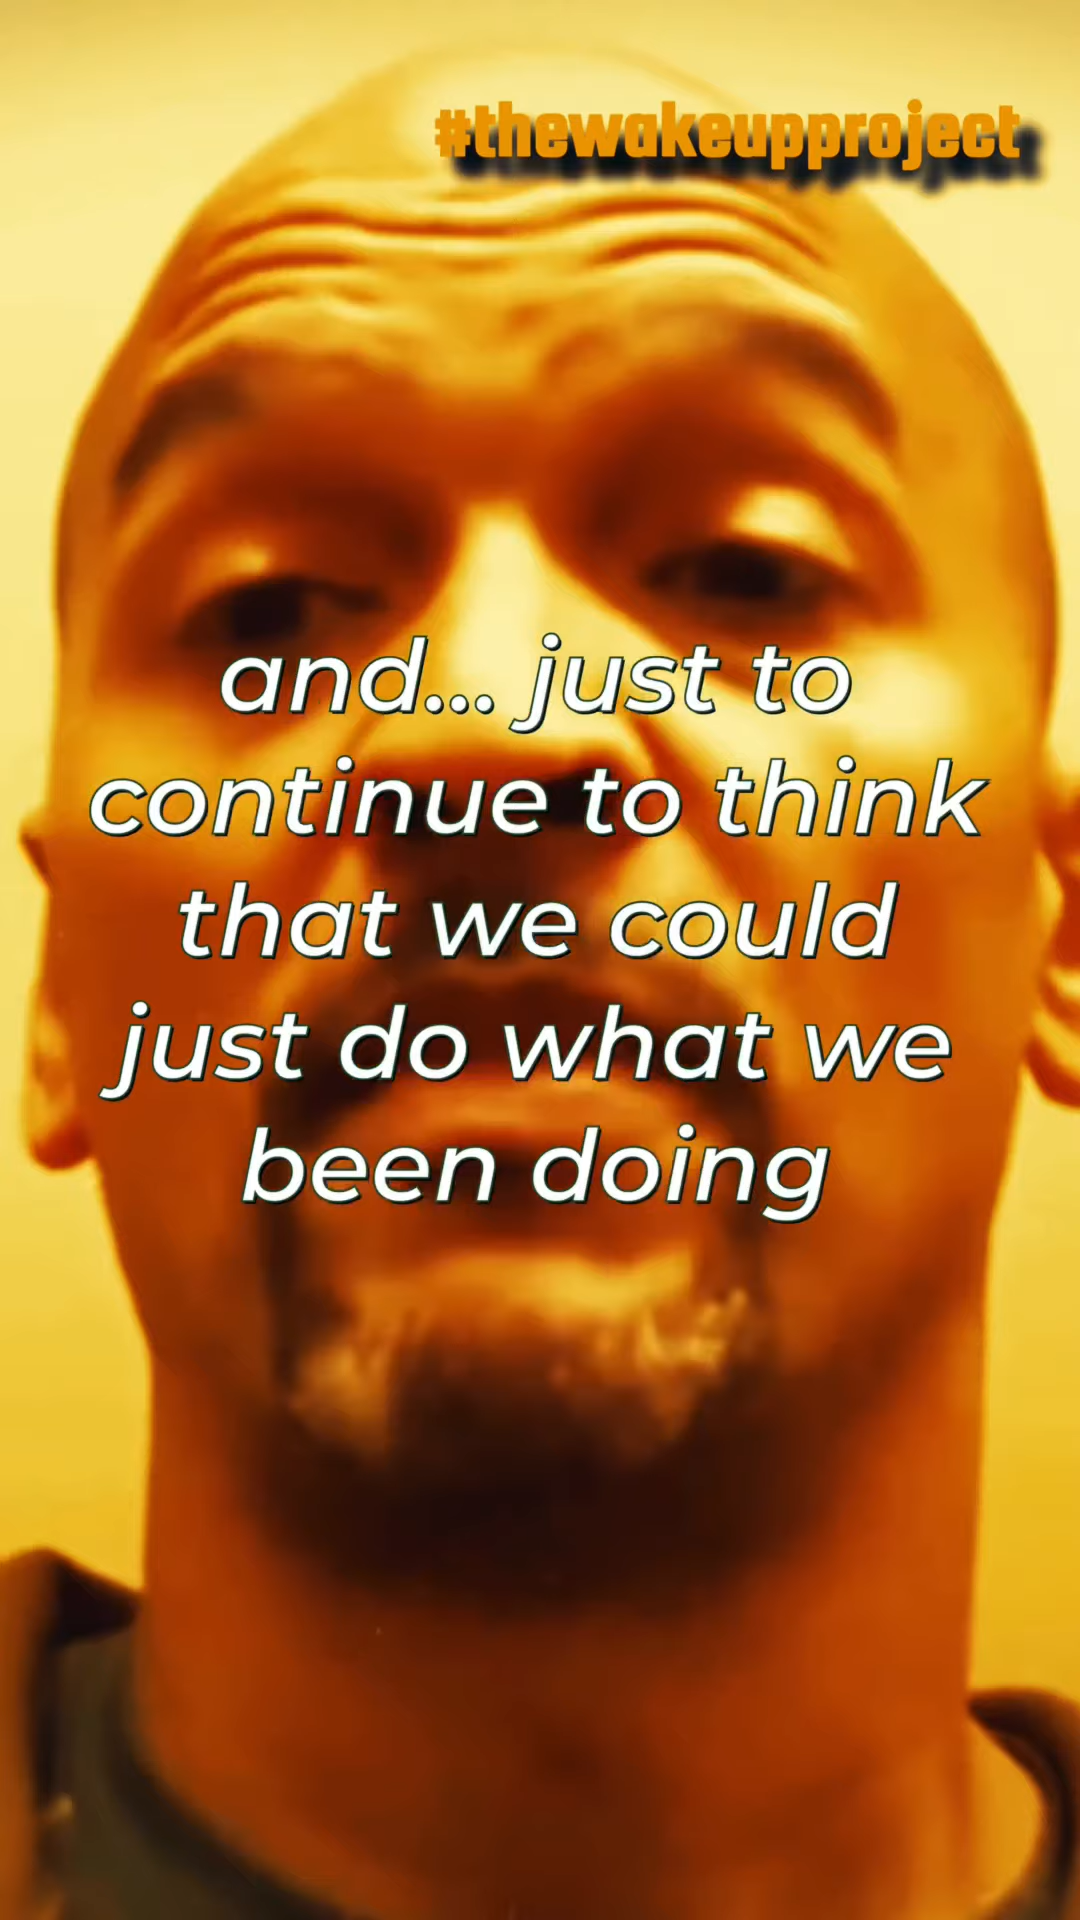 #thewakeupproject
and... just to
continue to think
that we could
just do what we
been doing